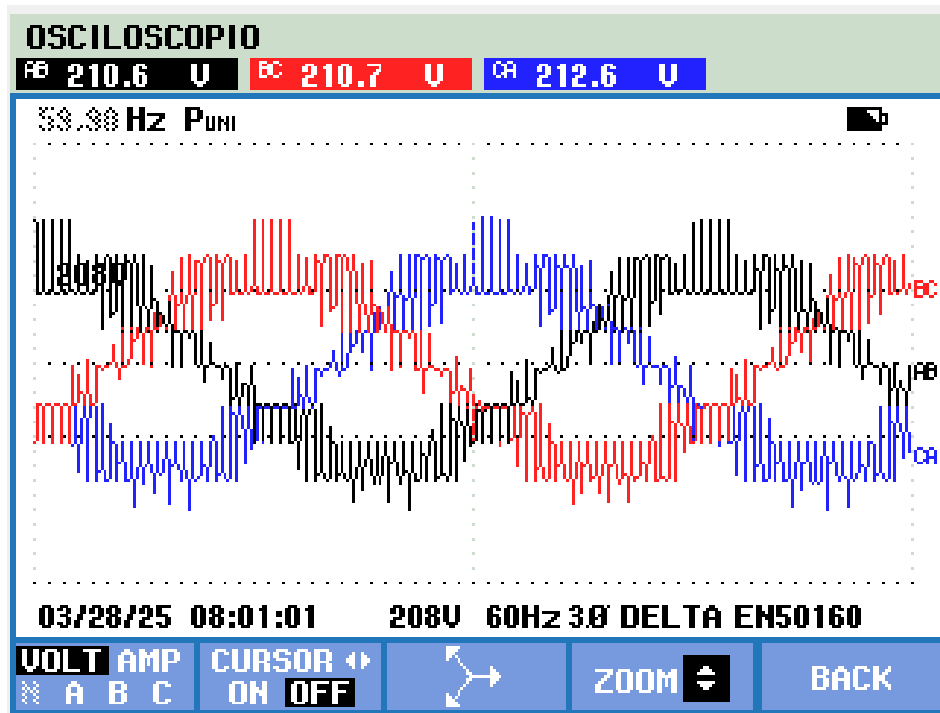 OSCILOSCOPIO
AB 210.6 V BC 210.7 V CA 212.6 V
Hz PUNI
208V
BC
AB
CA
03/28/25 08:01:01 208V 60Hz 3Ø DELTA EN50160
VOLT AMP CURSOR ZOOM BACK
N A B C ON OFF